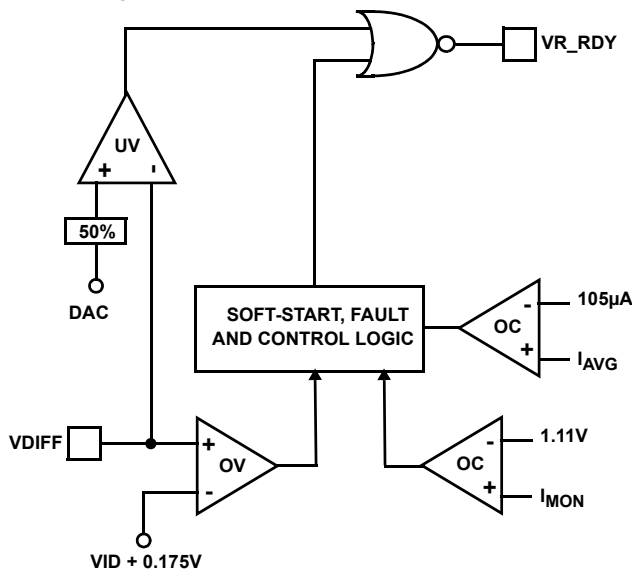 VR_RDY
UV
+ -
50%
DAC
SOFT-START, FAULT
AND CONTROL LOGIC
- 105µA
OC
+ IAVG
VDIFF
+
OV
-
- 1.11V
OC
+ IMON
VID + 0.175V